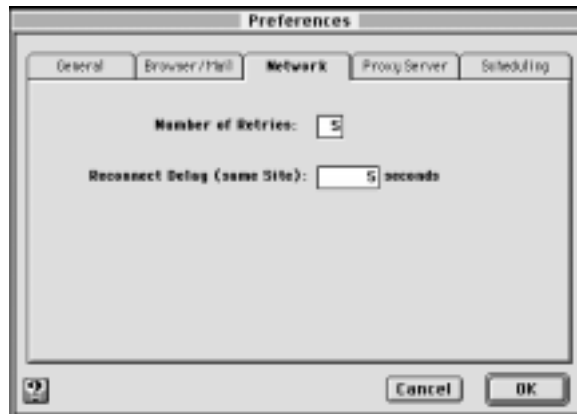 Preferences
General Browser/Mail Network Proxy Server Scheduling
Number of Retries: 5
Reconnect Delay (same Site): 5 seconds
?
Cancel OK